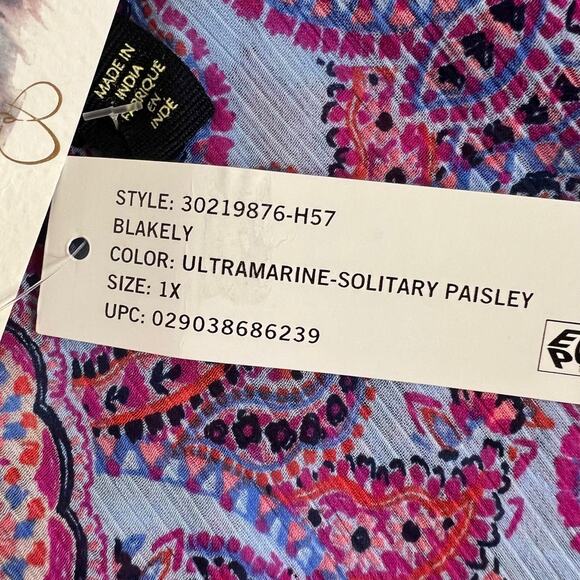 MADE IN
INDIA
FABRIQUE
EN
INDE
STYLE: 30219876-H57
BLAKELY
COLOR: ULTRAMARINE-SOLITARY PAISLEY
SIZE: 1X
UPC: 029038686239